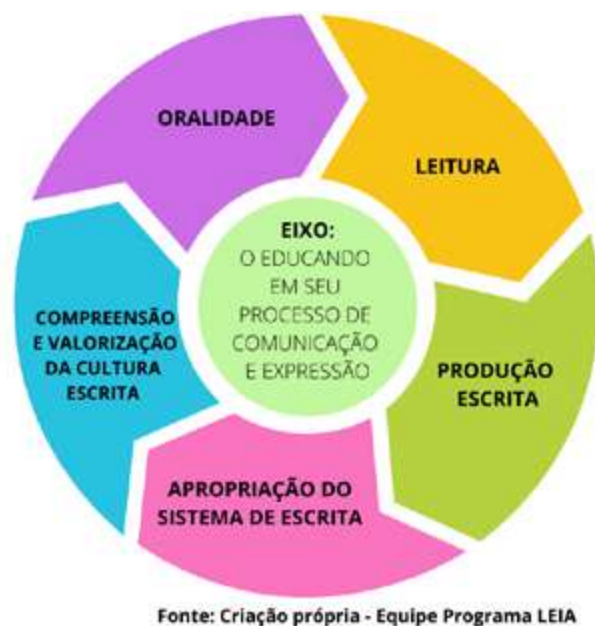 ORALIDADE
LEITURA
EIXO:
O EDUCANDO
EM SEU
PROCESSO DE
COMUNICAÇÃO
E EXPRESSÃO
COMPREENSÃO
E VALORIZAÇÃO
DA CULTURA
ESCRITA
PRODUÇÃO
ESCRITA
APROPRIAÇÃO DO
SISTEMA DE ESCRITA
Fonte: Criação própria - Equipe Programa LEIA